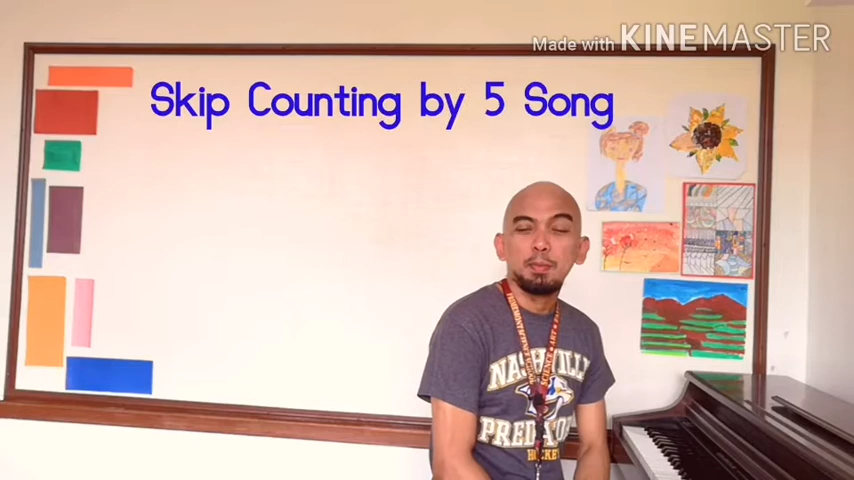 Made with KINEMASTER
Skip Counting by 5 Song
NASHVILLE
PREDATORS
HOCKEY